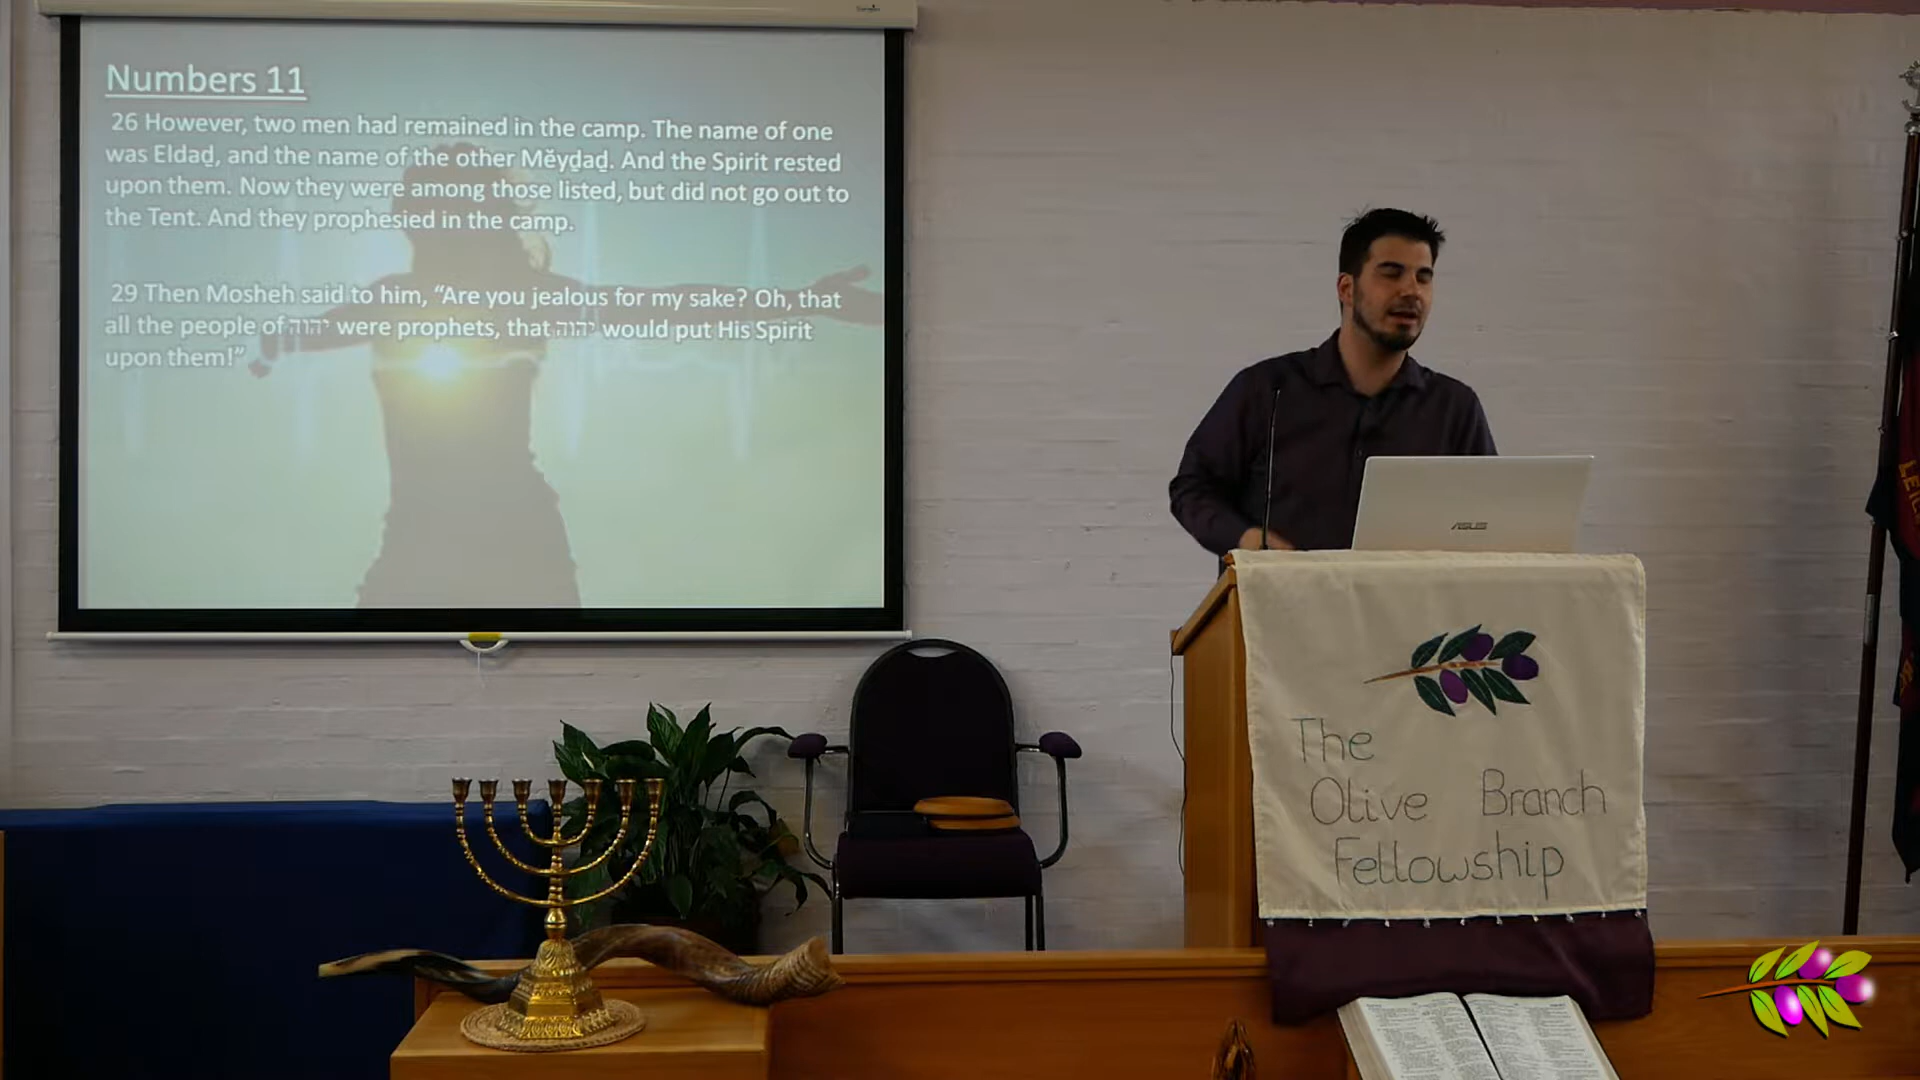 Numbers 11
26 However, two men had remained in the camp. The name of one
was Eldaḏ, and the name of the other Mĕyḏaḏ. And the Spirit rested
upon them. Now they were among those listed, but did not go out to
the Tent. And they prophesied in the camp.
29 Then Mosheh said to him, “Are you jealous for my sake? Oh, that
all the people of יהוה were prophets, that יהוה would put His Spirit
upon them!”
ASUS
The
Olive Branch
Fellowship